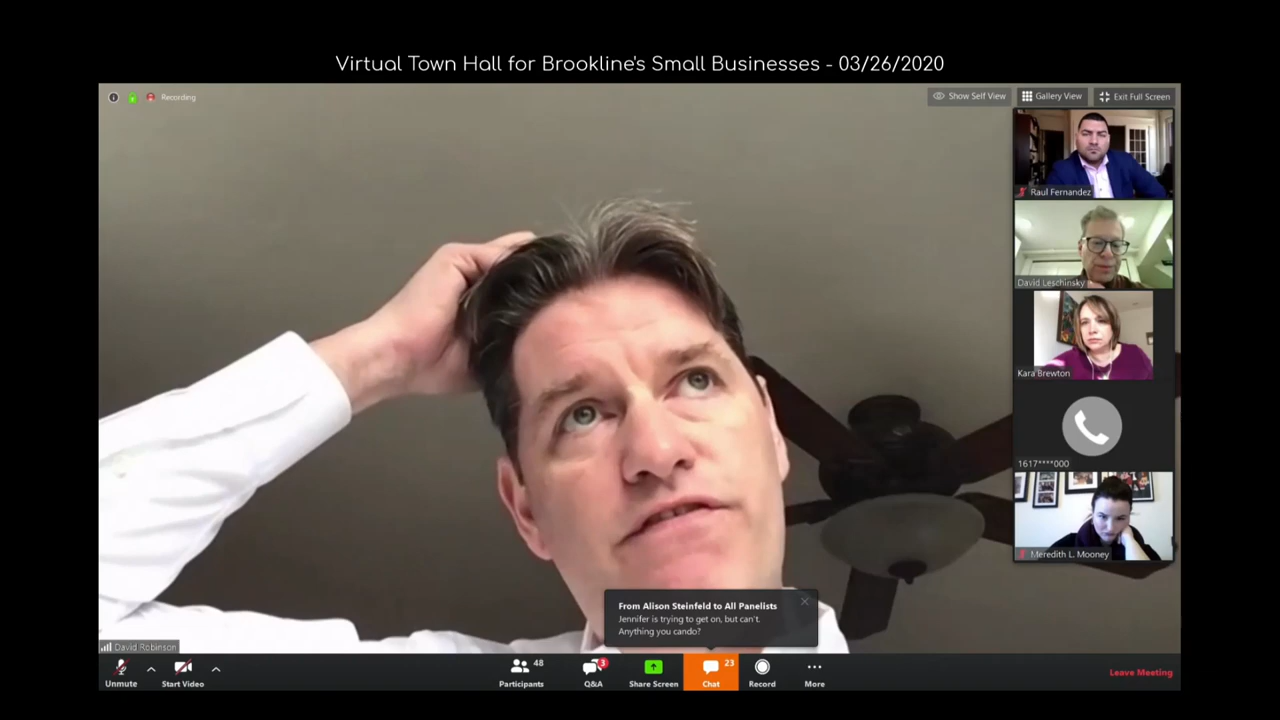 Virtual Town Hall for Brookline's Small Businesses - 03/26/2020
Recording
Show Self View
Gallery View
Exit Full Screen
Raul Fernandez
David Leschinsky
Kara Brewton
1617****000
Meredith L. Mooney
From Alison Steinfeld to All Panelists
Jennifer is trying to get on, but can't.
Anything you cando?
David Robinson
Unmute
Start Video
48
Participants
3
Q&A
Share Screen
23
Chat
Record
More
Leave Meeting